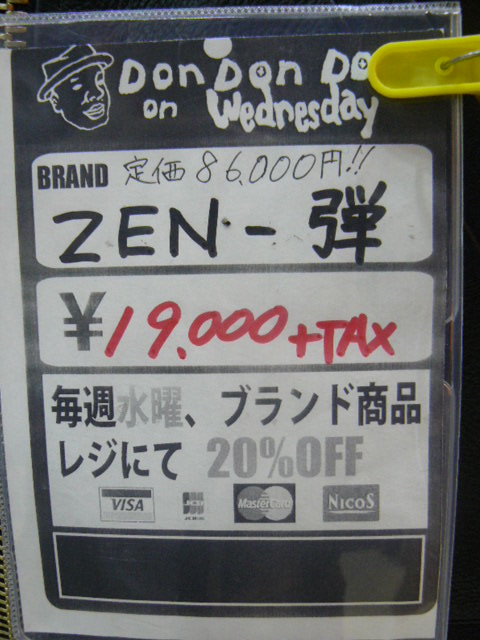 Don Don Do
on Wednesday
BRAND 定価86,000円!!
ZEN-弾
¥19.000+TAX
毎週水曜、ブランド商品
レジにて 20%OFF
VISA JCB MasterCard NICOS